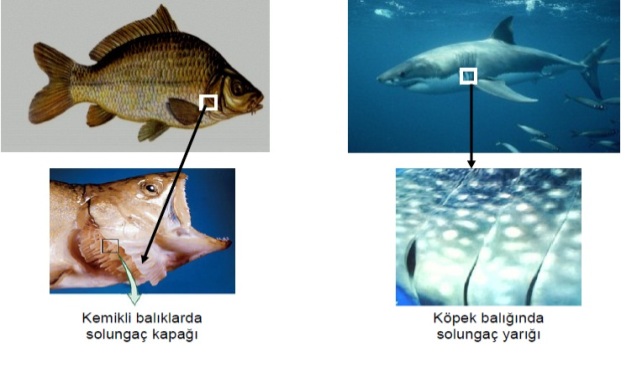 Kemikli balıklarda
solungaç kapağı
Köpek balığında
solungaç yarığı